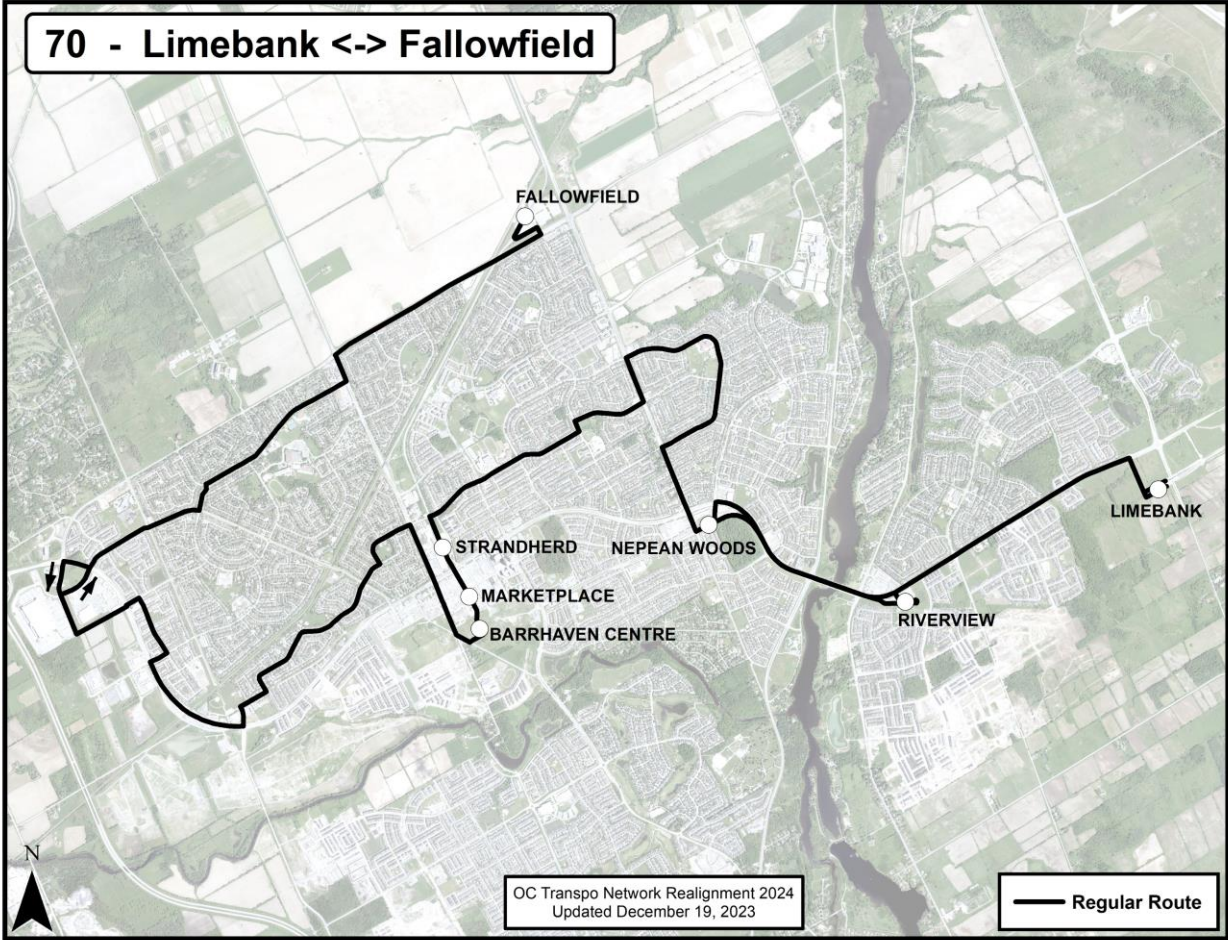 70 - Limebank <-> Fallowfield
FALLOWFIELD
LIMEBANK
STRANDHERD
NEPEAN WOODS
MARKETPLACE
RIVERVIEW
BARRHAVEN CENTRE
N
OC Transpo Network Realignment 2024
Updated December 19, 2023
Regular Route